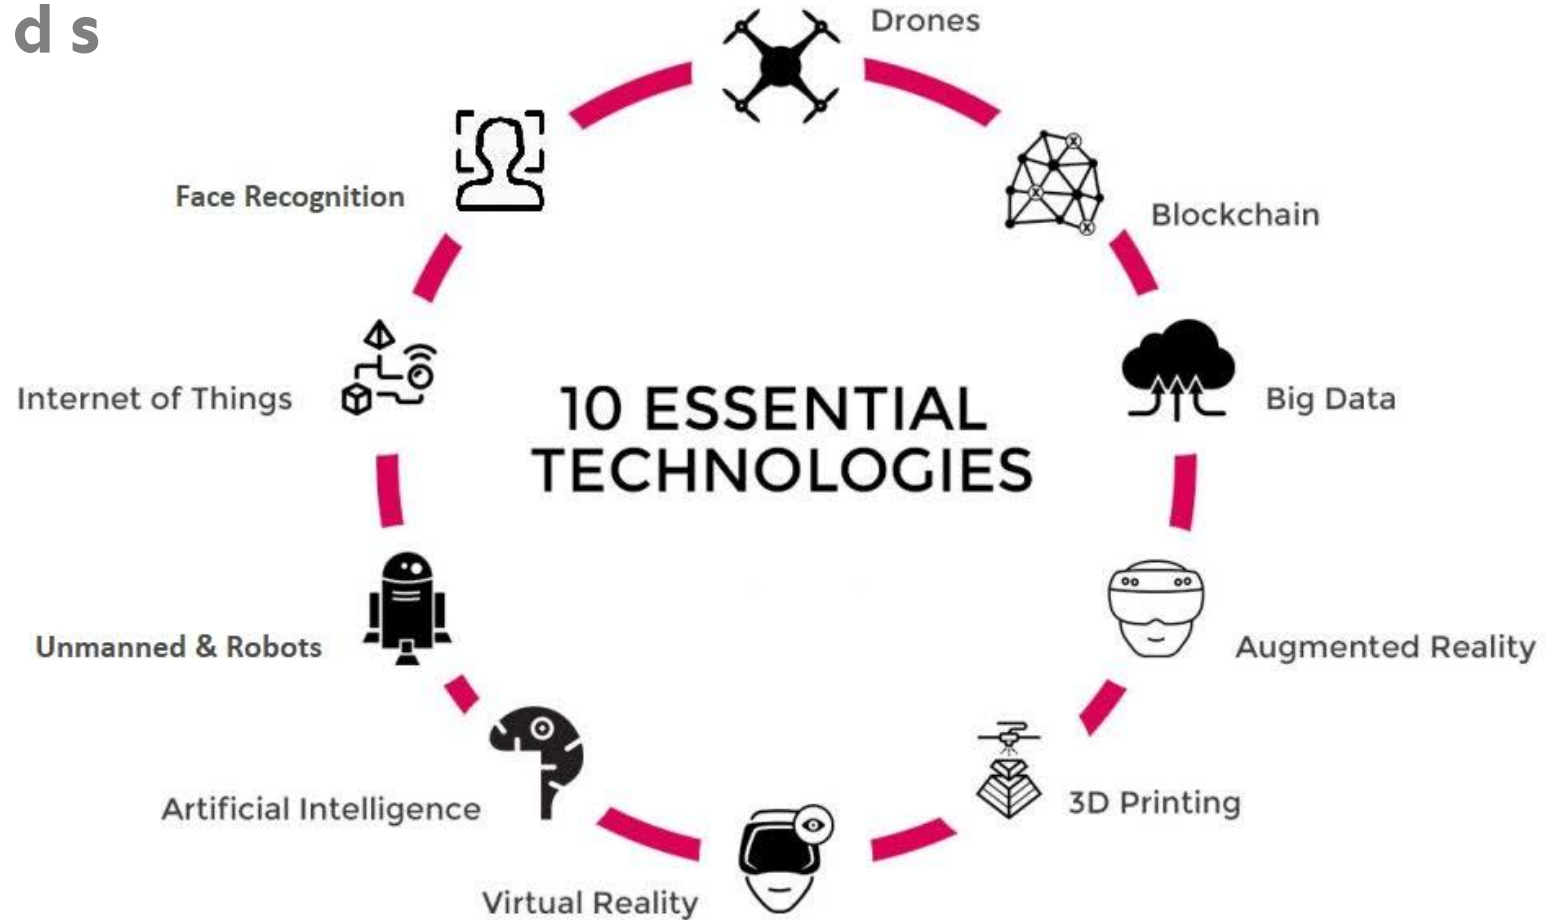 d s
Drones
Face Recognition
Blockchain
Internet of Things
10 ESSENTIAL
TECHNOLOGIES
Big Data
Unmanned & Robots
Augmented Reality
Artificial Intelligence
3D Printing
Virtual Reality